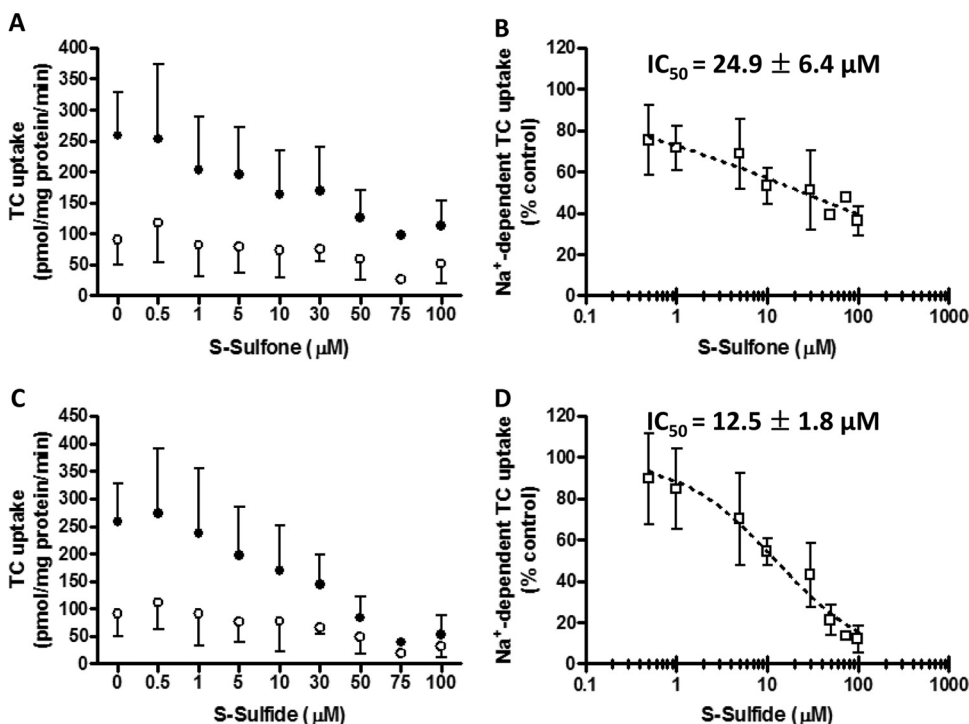 A
TC uptake
(pmol/mg protein/min)
400
350
300
250
200
150
100
50
0
0 0.5 1 5 10 30 50 75 100
S-Sulfone (μM)
B
IC50 = 24.9 ± 6.4 μM
Na+-dependent TC uptake
(% control)
120
100
80
60
40
20
0
0.1 1 10 100 1000
S-Sulfone (μM)
C
TC uptake
(pmol/mg protein/min)
450
400
350
300
250
200
150
100
50
0
0 0.5 1 5 10 30 50 75 100
S-Sulfide (μM)
D
IC50 = 12.5 ± 1.8 μM
Na+-dependent TC uptake
(% control)
120
100
80
60
40
20
0
0.1 1 10 100 1000
S-Sulfide (μM)